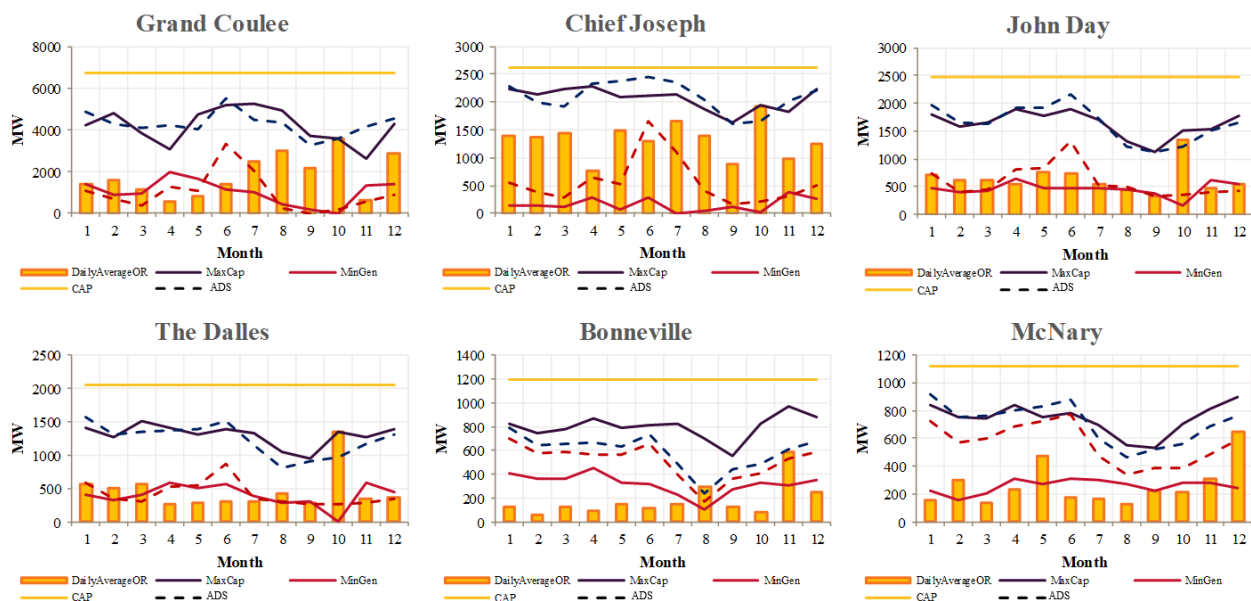 Grand Coulee
8000
6000
4000
2000
0
MW
1 2 3 4 5 6 7 8 9 10 11 12
Month
DailyAverageOR MaxCap MinGen
CAP ADS
Chief Joseph
3000
2500
2000
1500
1000
500
0
MW
1 2 3 4 5 6 7 8 9 10 11 12
Month
DailyAverageOR MaxCap MinGen
CAP ADS
John Day
3000
2500
2000
1500
1000
500
0
MW
1 2 3 4 5 6 7 8 9 10 11 12
Month
DailyAverageOR MaxCap MinGen
CAP ADS
The Dalles
2500
2000
1500
1000
500
0
MW
1 2 3 4 5 6 7 8 9 10 11 12
Month
DailyAverageOR MaxCap MinGen
CAP ADS
Bonneville
1400
1200
1000
800
600
400
200
0
MW
1 2 3 4 5 6 7 8 9 10 11 12
Month
DailyAverageOR MaxCap MinGen
CAP ADS
McNary
1200
1000
800
600
400
200
0
MW
1 2 3 4 5 6 7 8 9 10 11 12
Month
DailyAverageOR MaxCap MinGen
CAP ADS